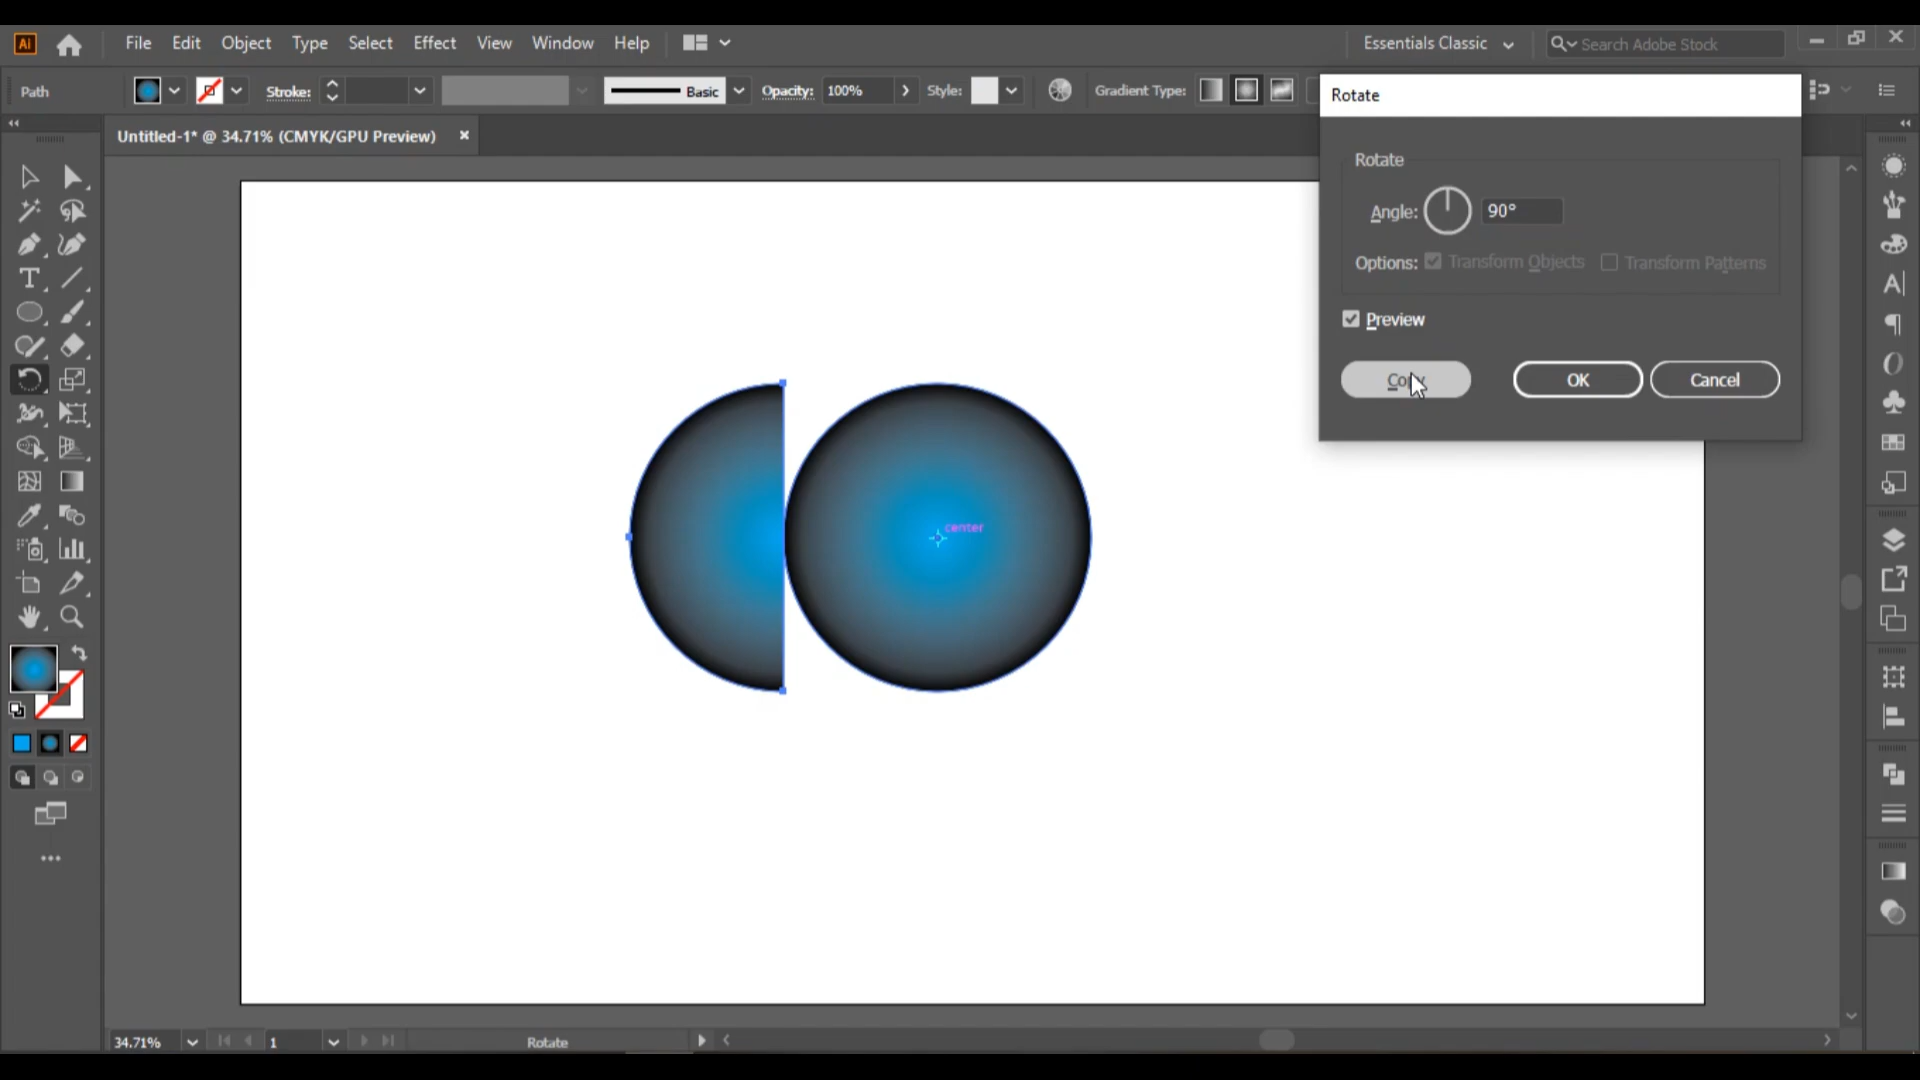 Ai File Edit Object Type Select Effect View Window Help Essentials Classic Search Adobe Stock
Path Stroke: Basic Opacity: 100% Style: Gradient Type:
Rotate
Untitled-1* @ 34.71% (CMYK/GPU Preview)
Rotate
Angle: 90°
Options: Transform Objects Transform Patterns
Preview
Copy OK Cancel
center
34.71% 1 Rotate